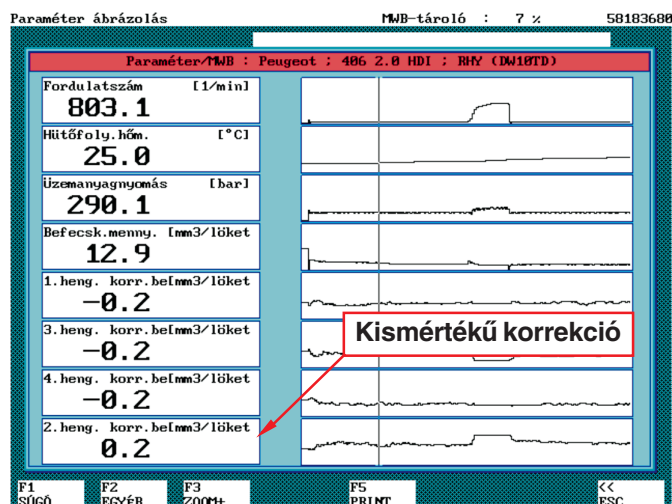 Paraméter ábrázolás MWB-tároló : 7 % 58183680
Paraméter/MWB : Peugeot ; 406 2.0 HDI ; RHY (DW10TD)
Fordulatszám [1/min]
803.1
Hűtőfoly.hőm. [°C]
25.0
Üzemanyagnyomás [bar]
290.1
Befecsk.menny. [mm3/löket
12.9
1.heng. korr.be[mm3/löket
-0.2
3.heng. korr.be[mm3/löket
-0.2
Kismértékű korrekció
4.heng. korr.be[mm3/löket
-0.2
2.heng. korr.be[mm3/löket
0.2
F1 F2 F3 F5 <<
SÚGÓ EGYÉB ZOOM+ PRINT ESC